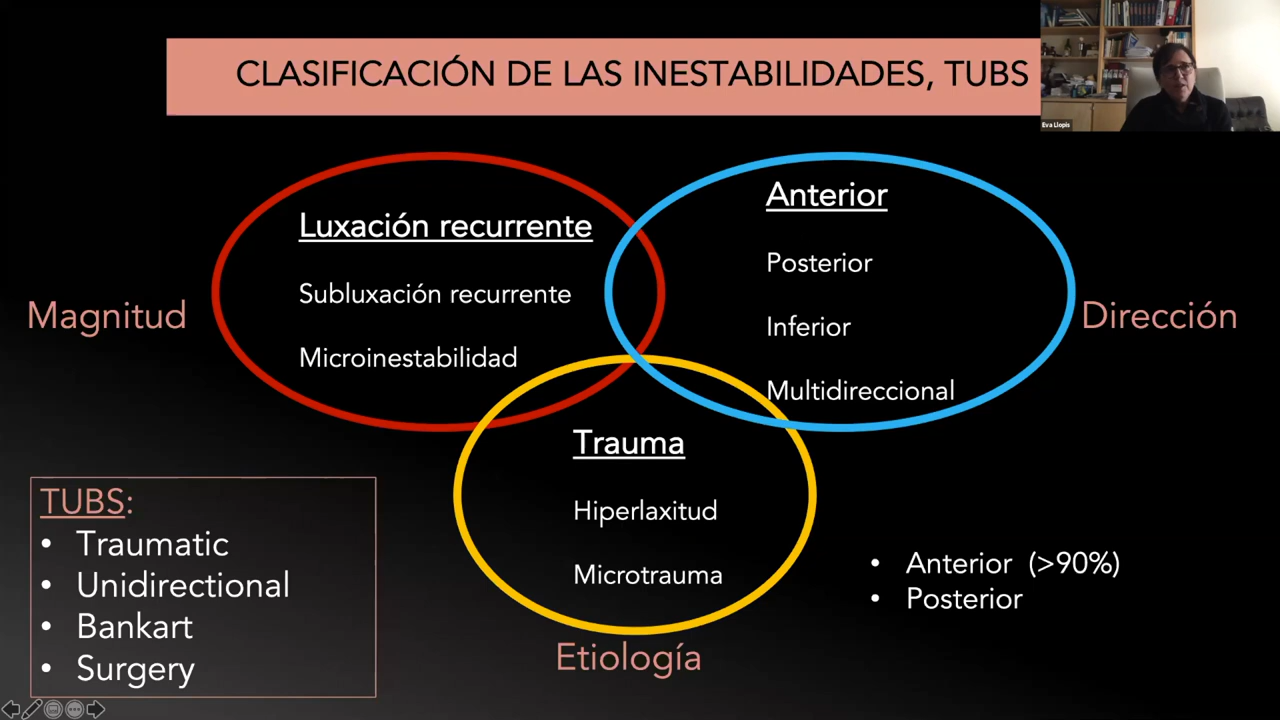 CLASIFICACIÓN DE LAS INESTABILIDADES, TUBS
Eva Llopis
Luxación recurrente
Subluxación recurrente
Microinestabilidad
Magnitud
Anterior
Posterior
Inferior
Multidireccional
Dirección
Trauma
Hiperlaxitud
Microtrauma
Etiología
TUBS:
• Traumatic
• Unidirectional
• Bankart
• Surgery
• Anterior (>90%)
• Posterior